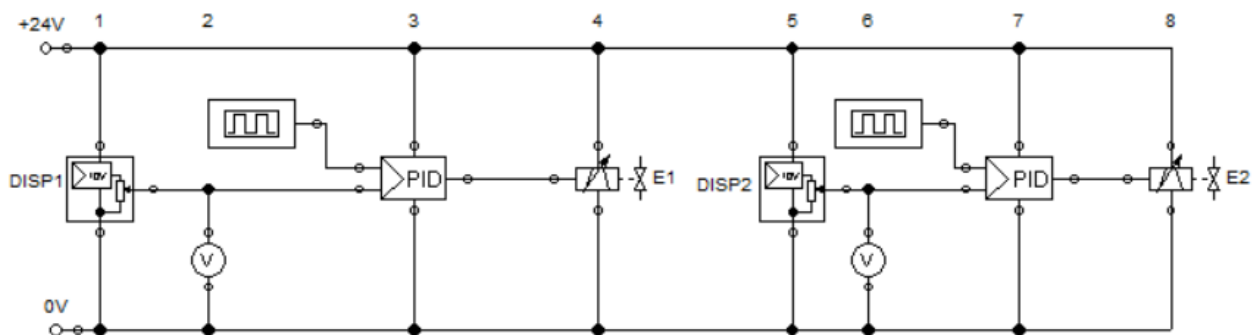 +24V 1 2 3 4 5 6 7 8
DISP1 10V PID E1 DISP2 10V PID E2
V V
0V